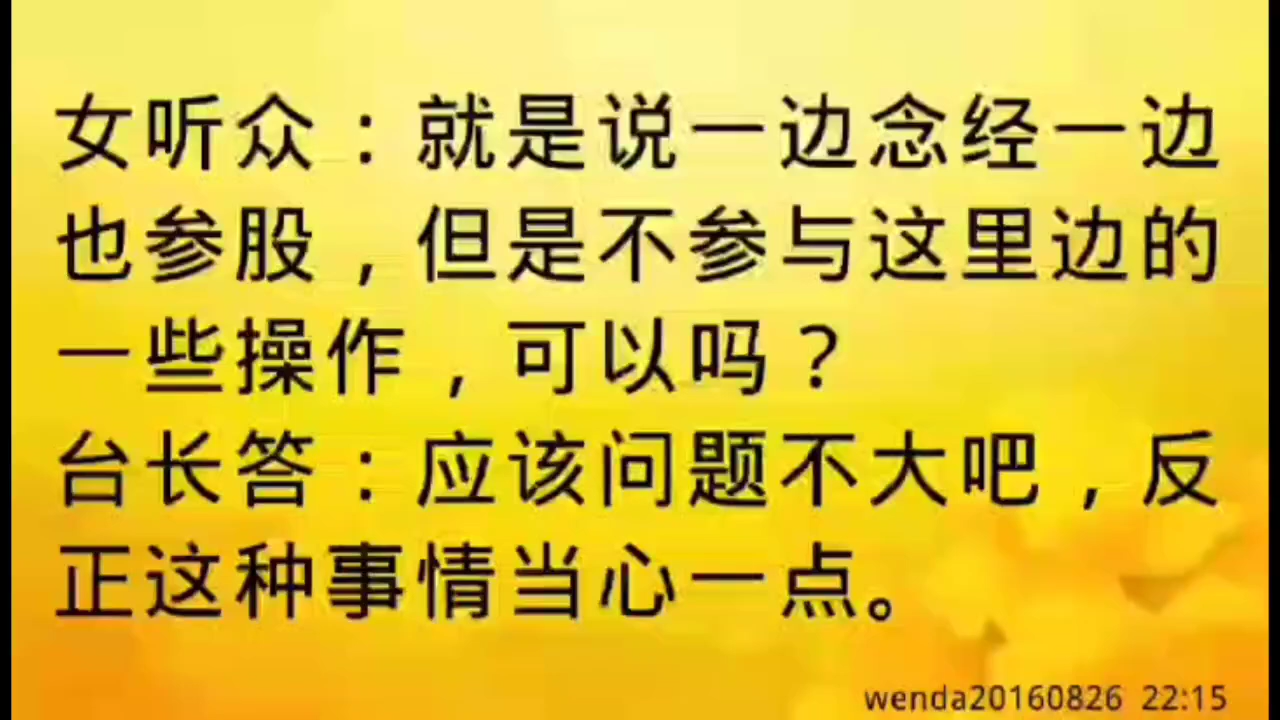 女听众：就是说一边念经一边
也参股，但是不参与这里边的
一些操作，可以吗？
台长答：应该问题不大吧，反
正这种事情当心一点。
wenda20160826 22:15